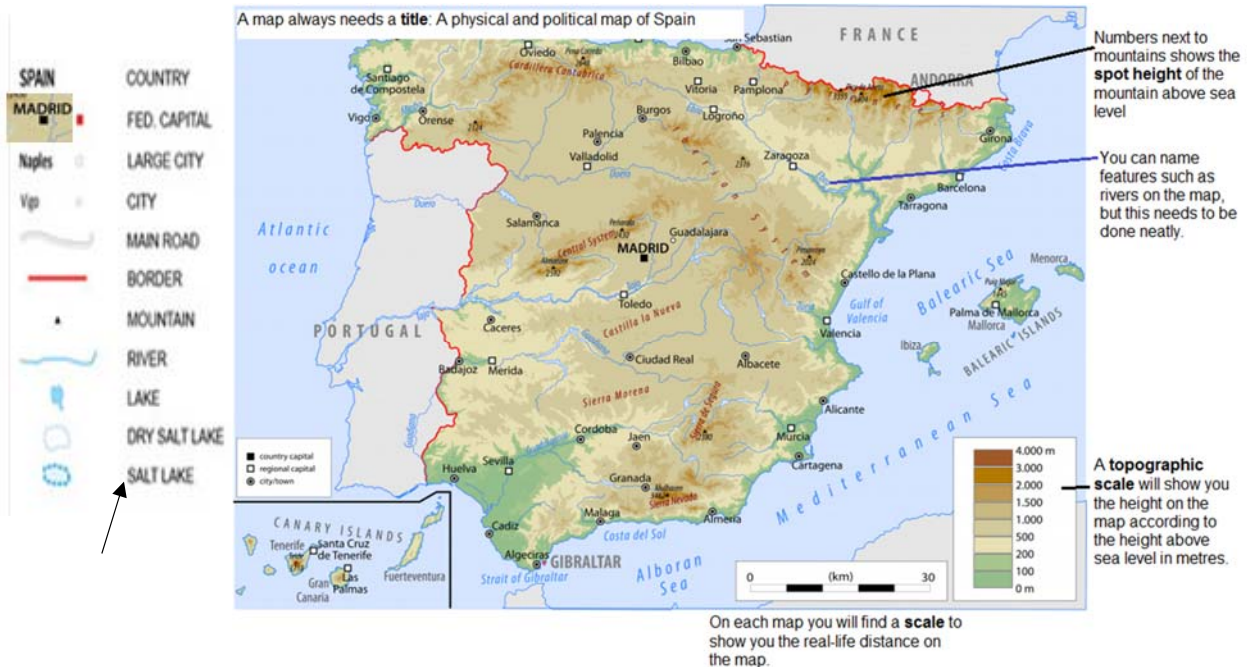 A map always needs a title: A physical and political map of Spain
SPAIN COUNTRY
MADRID FED. CAPITAL
Naples LARGE CITY
Vigo CITY
MAIN ROAD
BORDER
MOUNTAIN
RIVER
LAKE
DRY SALT LAKE
SALT LAKE
FRANCE
ANDORRA
Oviedo
Cordillera Cantabrica
Bilbao
San Sebastian
Santiago
de Compostela
Vitoria
Pamplona
Vigo
Orense
Burgos
Logroño
Ebro
Girona
Costa Brava
Palencia
Valladolid
Duero
Zaragoza
Barcelona
Tarragona
Duero
Salamanca
Atlantic
ocean
Central System
Guadalajara
MADRID
2024
Castello de la Plana
Balearic Sea
Menorca
Toledo
Castilla la Nueva
Gulf of
Valencia
Palma de Mallorca
Mallorca
BALEARIC ISLANDS
PORTUGAL
Caceres
Valencia
Ibiza
Badajoz
Merida
Ciudad Real
Albacete
Sierra Morena
Sierra de Segura
Alicante
Mediterranean Sea
Cordoba
Jaen
Murcia
Cartagena
Huelva
Sevilla
Granada
Sierra Nevada
Malaga
Almeria
Costa del Sol
Cadiz
Algeciras
GIBRALTAR
Strait of Gibraltar
Alboran
Sea
country capital
regional capital
city/town
CANARY ISLANDS
Tenerife
Santa Cruz
de Tenerife
Gran
Canaria
Las
Palmas
Fuerteventura
0 (km) 30
4.000 m
3.000
2.000
1.500
1.000
500
200
100
0 m
Numbers next to
mountains shows the
spot height of the
mountain above sea
level
You can name
features such as
rivers on the map,
but this needs to be
done neatly.
A topographic
scale will show you
the height on the
map according to
the height above
sea level in metres.
On each map you will find a scale to
show you the real-life distance on
the map.